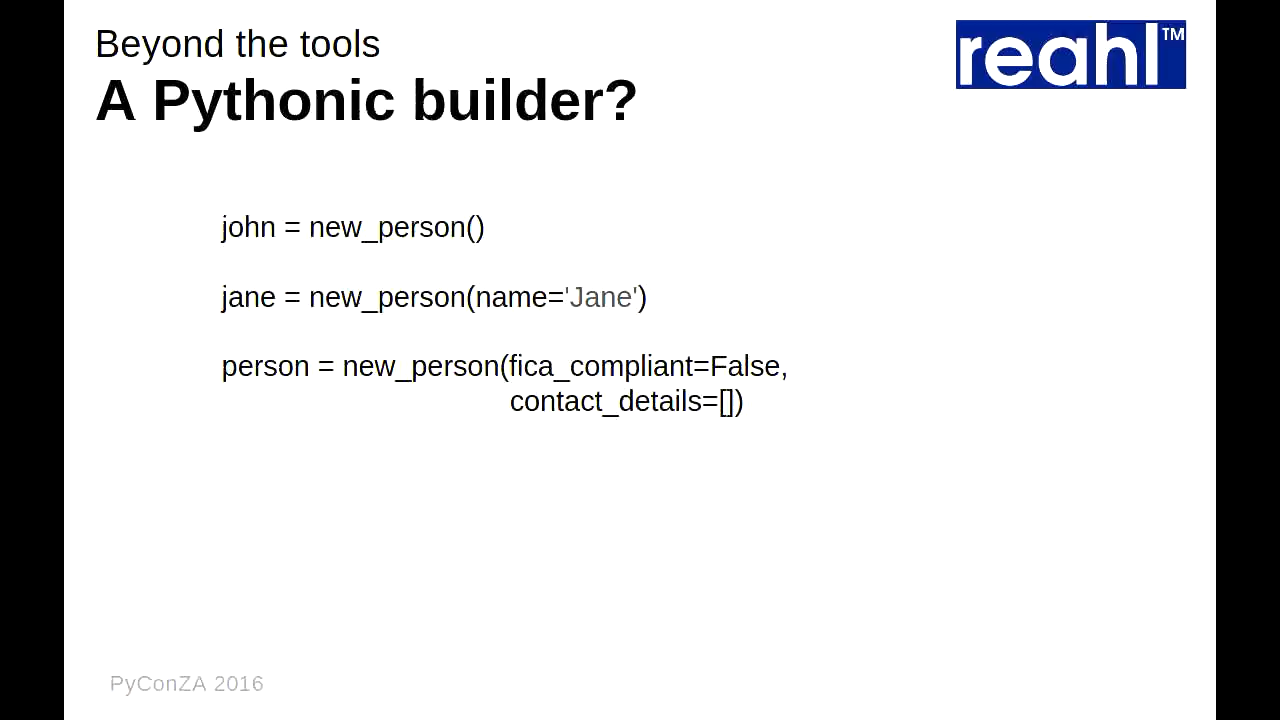 Beyond the tools
A Pythonic builder?
reahl™
john = new_person()
jane = new_person(name='Jane')
person = new_person(fica_compliant=False,
contact_details=[])
PyConZA 2016